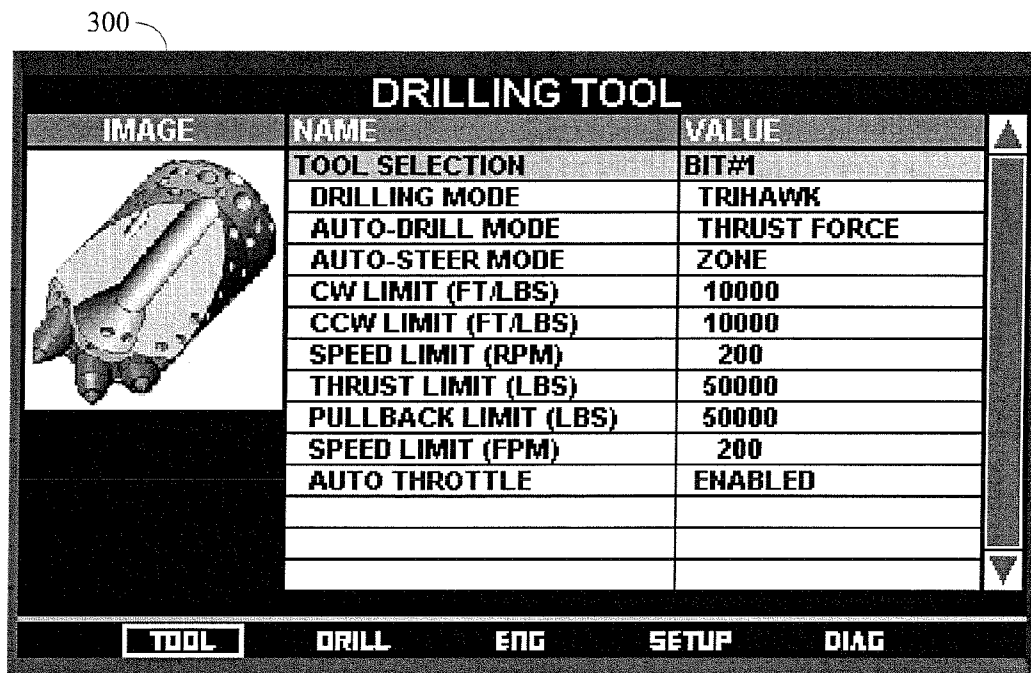 300
DRILLING TOOL
IMAGE NAME VALUE
TOOL SELECTION BIT#1
DRILLING MODE TRIHAWK
AUTO-DRILL MODE THRUST FORCE
AUTO-STEER MODE ZONE
CW LIMIT (FT/LBS) 10000
CCW LIMIT (FT/LBS) 10000
SPEED LIMIT (RPM) 200
THRUST LIMIT (LBS) 50000
PULLBACK LIMIT (LBS) 50000
SPEED LIMIT (FPM) 200
AUTO THROTTLE ENABLED
TOOL DRILL ENG SETUP DIAG